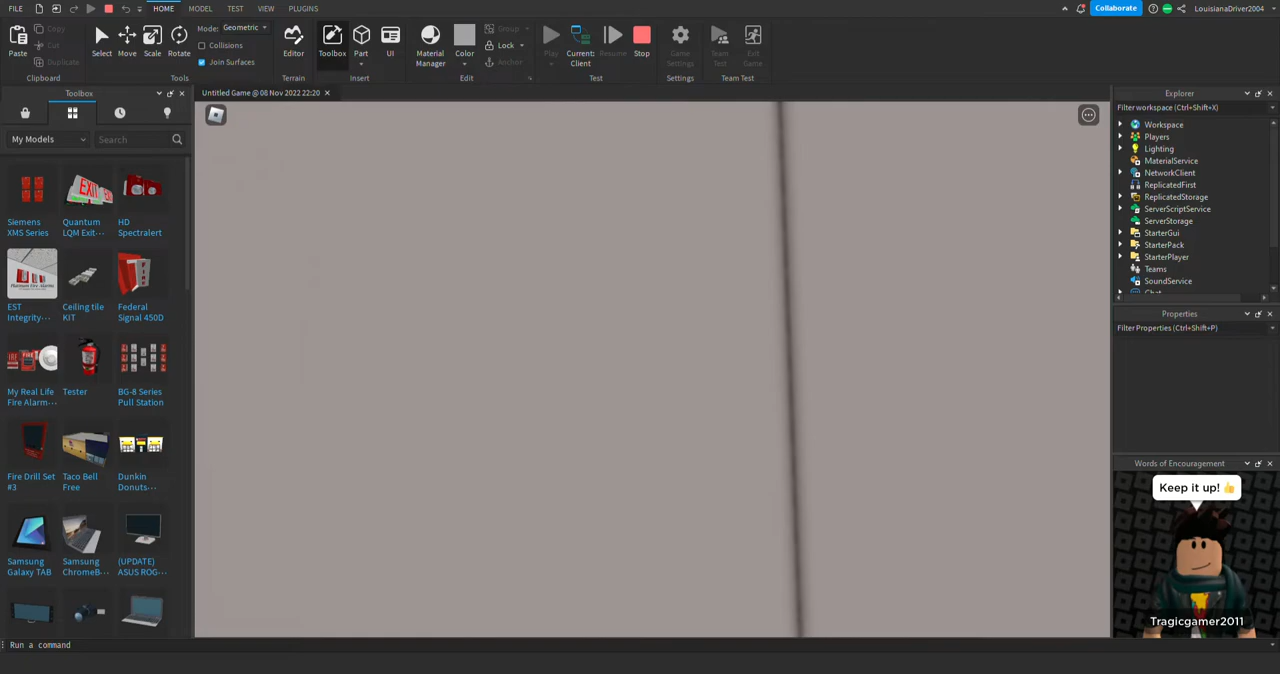 FILE HOME MODEL TEST VIEW PLUGINS Collaborate LouisianaDriver2004
Paste Copy Cut Duplicate Clipboard
Select Move Scale Rotate Mode: Geometric Collisions Join Surfaces Tools
Editor Terrain
Toolbox Part UI Insert
Material Manager Color Group Lock Anchor Edit
Play Current: Client Resume Stop Test
Game Settings Settings
Team Test Exit Game Team Test
Toolbox
My Models Search
Siemens XMS Series
Quantum LQM Exit-···
HD Spectralert
EST Integrity-···
Ceiling tile KIT
Federal Signal 450D
My Real Life Fire Alarm-···
Tester
BG-8 Series Pull Station
Fire Drill Set #3
Taco Bell Free
Dunkin Donuts-···
Samsung Galaxy TAB
Samsung ChromeB-···
(UPDATE) ASUS ROG-···
Untitled Game @ 08 Nov 2022 22:20
Explorer
Filter workspace (Ctrl+Shift+X)
Workspace
Players
Lighting
MaterialService
NetworkClient
ReplicatedFirst
ReplicatedStorage
ServerScriptService
ServerStorage
StarterGui
StarterPack
StarterPlayer
Teams
SoundService
Chat
Properties
Filter Properties (Ctrl+Shift+P)
Words of Encouragement
Keep it up! 👍
Tragicgamer2011
Run a command